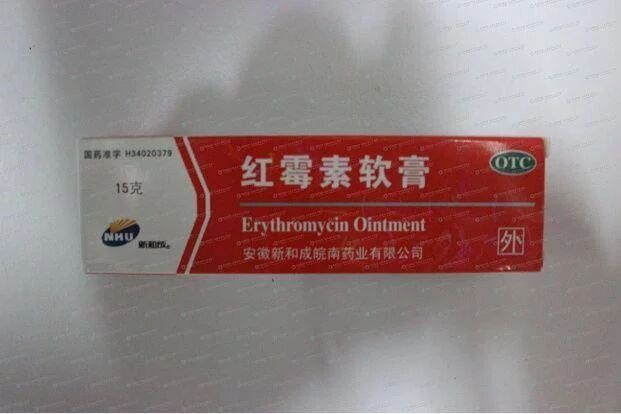 国药准字 H34020379
15克
NHU
新和成
红霉素软膏
OTC
Erythromycin Ointment
安徽新和成皖南药业有限公司
外